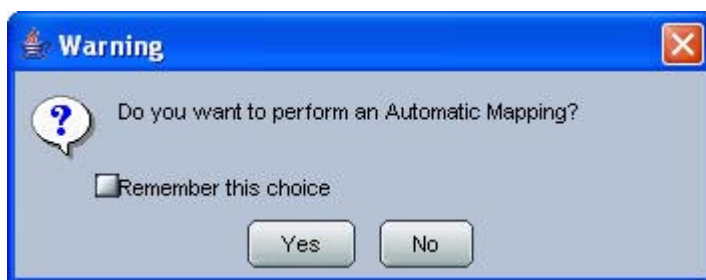 Warning
Do you want to perform an Automatic Mapping?
Remember this choice
Yes No